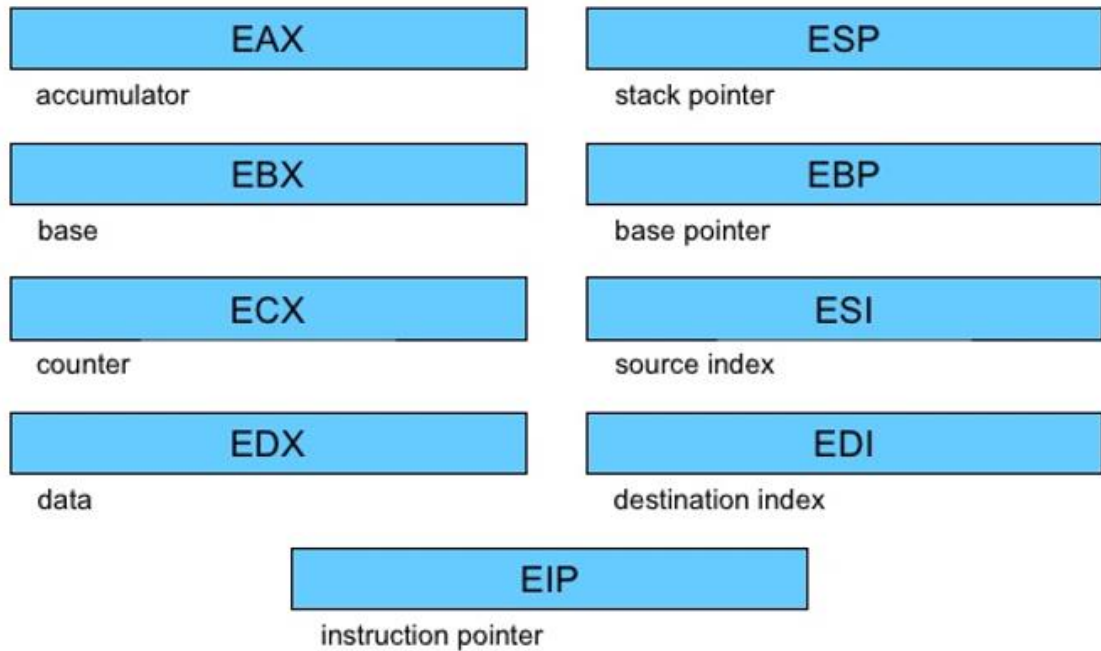 EAX
accumulator
ESP
stack pointer
EBX
base
EBP
base pointer
ECX
counter
ESI
source index
EDX
data
EDI
destination index
EIP
instruction pointer